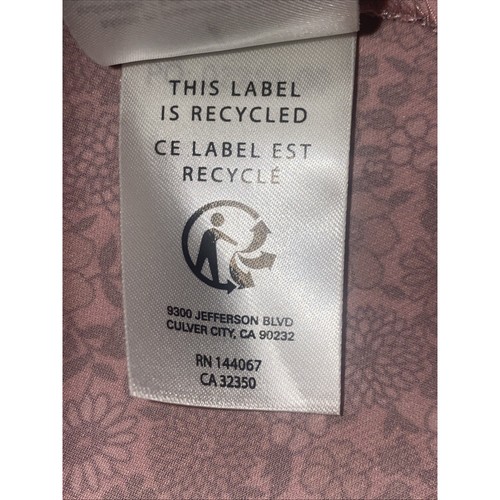 THIS LABEL
IS RECYCLED
CE LABEL EST
RECYCLÉ
9300 JEFFERSON BLVD
CULVER CITY, CA 90232
RN 144067
CA 32350